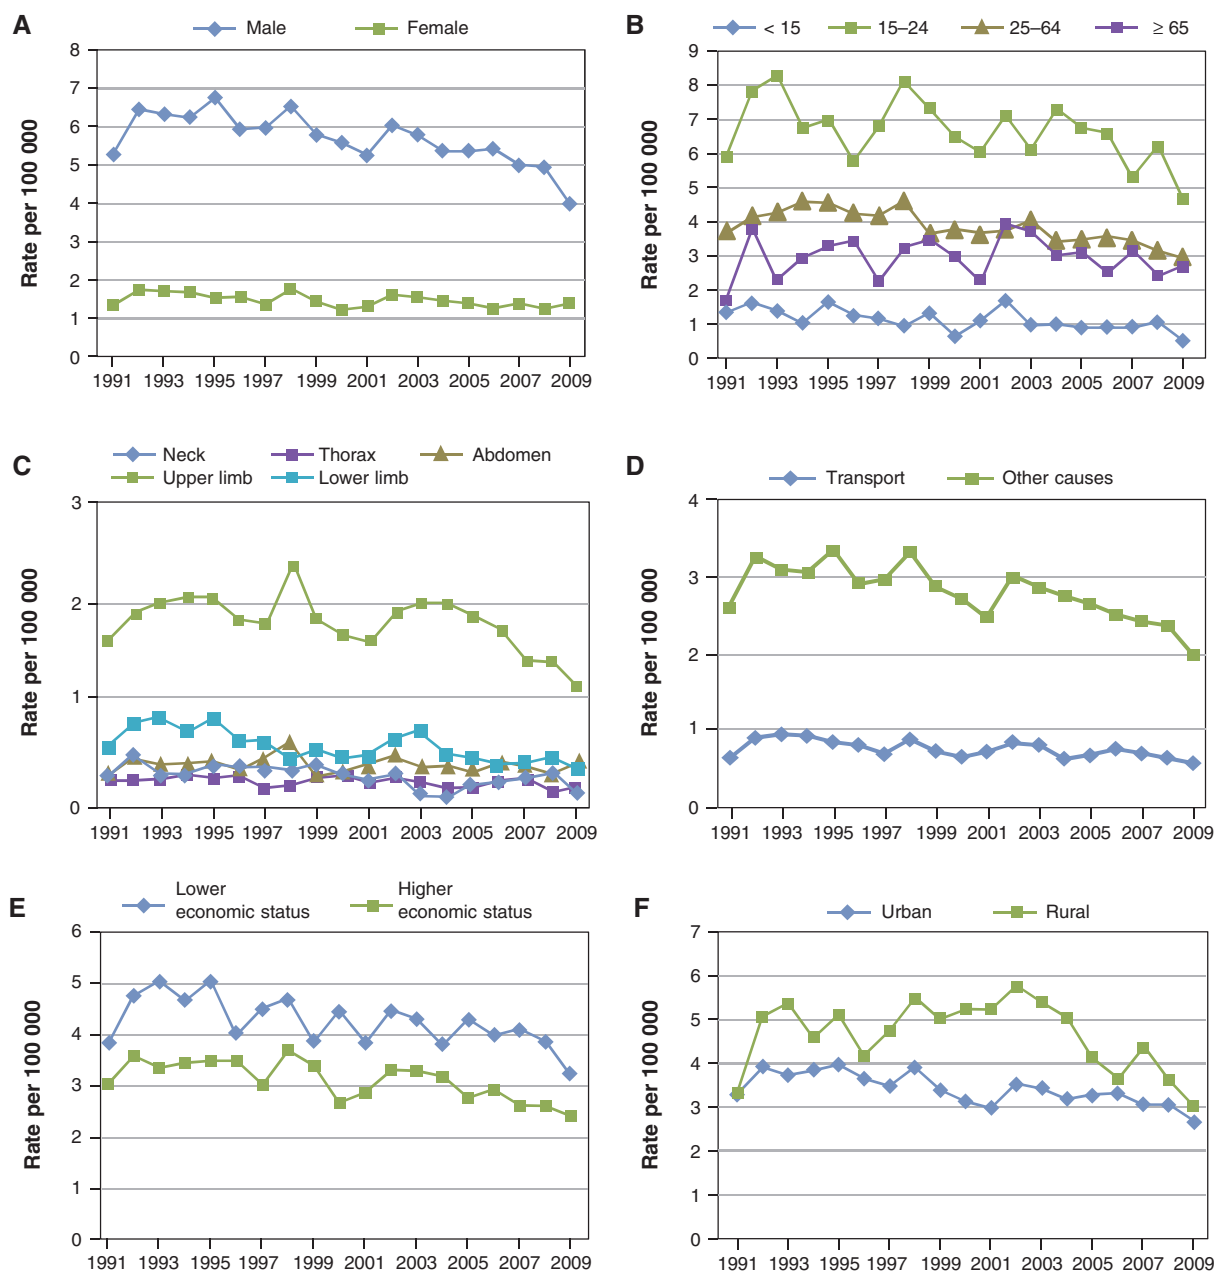 A
Male
Female
Rate per 100 000
8
7
6
5
4
3
2
1
0
1991 1993 1995 1997 1999 2001 2003 2005 2007 2009
B
< 15
15–24
25–64
≥ 65
Rate per 100 000
9
8
7
6
5
4
3
2
1
0
1991 1993 1995 1997 1999 2001 2003 2005 2007 2009
C
Neck
Thorax
Abdomen
Upper limb
Lower limb
Rate per 100 000
3
2
1
0
1991 1993 1995 1997 1999 2001 2003 2005 2007 2009
D
Transport
Other causes
Rate per 100 000
4
3
2
1
0
1991 1993 1995 1997 1999 2001 2003 2005 2007 2009
E
Lower
economic status
Higher
economic status
Rate per 100 000
6
5
4
3
2
1
0
1991 1993 1995 1997 1999 2001 2003 2005 2007 2009
F
Urban
Rural
Rate per 100 000
7
6
5
4
3
2
1
0
1991 1993 1995 1997 1999 2001 2003 2005 2007 2009